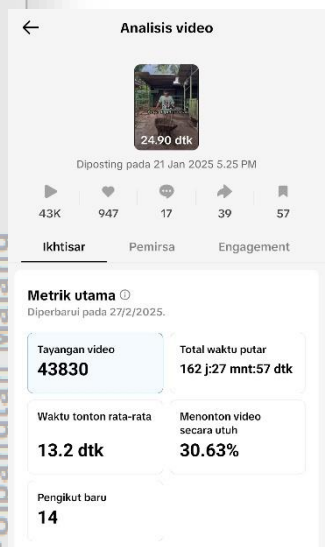 Analisis video
24.90 dtk
Diposting pada 21 Jan 2025 5.25 PM
43K 947 17 39 57
Ikhtisar Pemirsa Engagement
Metrik utama
Diperbarui pada 27/2/2025.
Tayangan video
43830
Total waktu putar
162 j:27 mnt:57 dtk
Waktu tonton rata-rata
13.2 dtk
Menonton video
secara utuh
30.63%
Pengikut baru
14